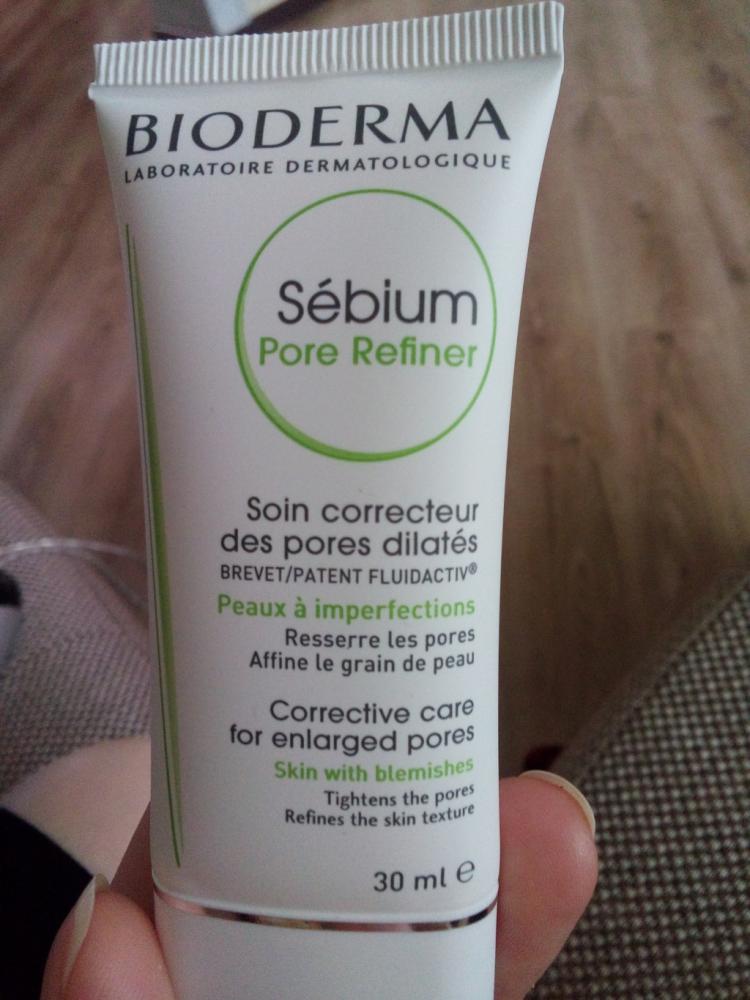 BIODERMA
LABORATOIRE DERMATOLOGIQUE
Sébium
Pore Refiner
Soin correcteur
des pores dilatés
BREVET/PATENT FLUIDACTIV®
Peaux à imperfections
Resserre les pores
Affine le grain de peau
Corrective care
for enlarged pores
Skin with blemishes
Tightens the pores
Refines the skin texture
30 ml ℮